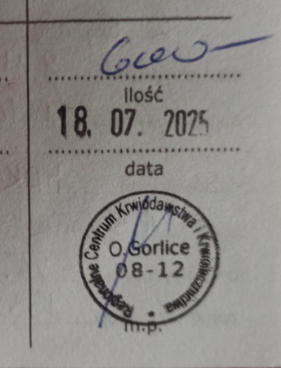 ilość
18. 07. 2025
data
Regionalne Centrum Krwiodawstwa i Krwiolecznictwa
O.Gorlice
08-12
m.p.